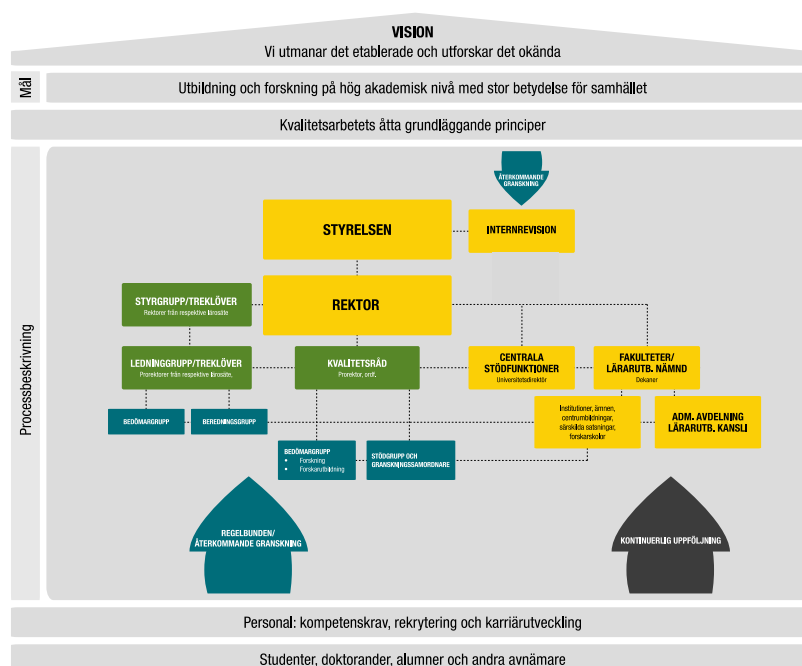 VISION
Vi utmanar det etablerade och utforskar det okända
Mål
Utbildning och forskning på hög akademisk nivå med stor betydelse för samhället
Kvalitetsarbetets åtta grundläggande principer
Processbeskrivning
ÅTERKOMMANDE
GRANSKNING
STYRELSEN
INTERNREVISION
STYRGRUPP/TREKLÖVER
Rektorer från respektive lärosäte
REKTOR
LEDNINGGRUPP/TREKLÖVER
Prorektorer från respektive lärosäte,
KVALITETSRÅD
Prorektor, ordf.
CENTRALA
STÖDFUNKTIONER
Universitetsdirektör
FAKULTETER/
LÄRARUTB. NÄMND
Dekaner
BEDÖMARGRUPP
BEREDNINGSGRUPP
Institutioner, ämnen,
centrumbildningar,
särskilda satsningar,
forskarskolor
ADM. AVDELNING
LÄRARUTB. KANSLI
BEDÖMARGRUPP
• Forskning
• Forskarutbildning
STÖDGRUPP OCH
GRANSKNINGSSAMORDNARE
REGELBUNDEN/
ÅTERKOMMANDE GRANSKNING
KONTINUERLIG UPPFÖLJNING
Personal: kompetenskrav, rekrytering och karriärutveckling
Studenter, doktorander, alumner och andra avnämare